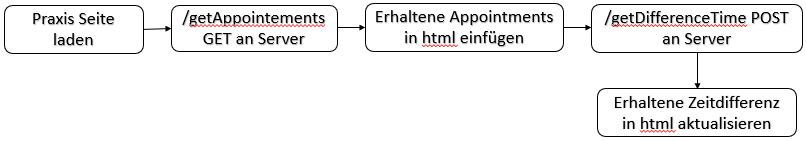 Praxis Seite
laden
/getAppointements
GET an Server
Erhaltene Appointments
in html einfügen
/getDifferenceTime POST
an Server
Erhaltene Zeitdifferenz
in html aktualisieren